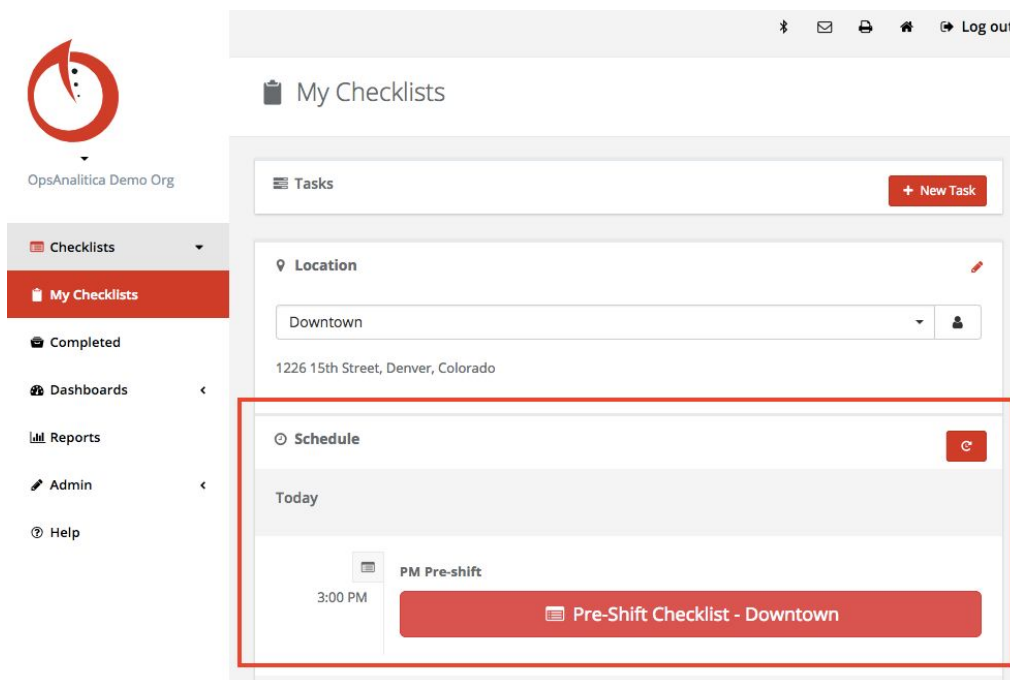 Log out
My Checklists
OpsAnalitica Demo Org
Tasks
+ New Task
Checklists
My Checklists
Completed
Dashboards
Reports
Admin
Help
Location
Downtown
1226 15th Street, Denver, Colorado
Schedule
Today
PM Pre-shift
3:00 PM
Pre-Shift Checklist - Downtown